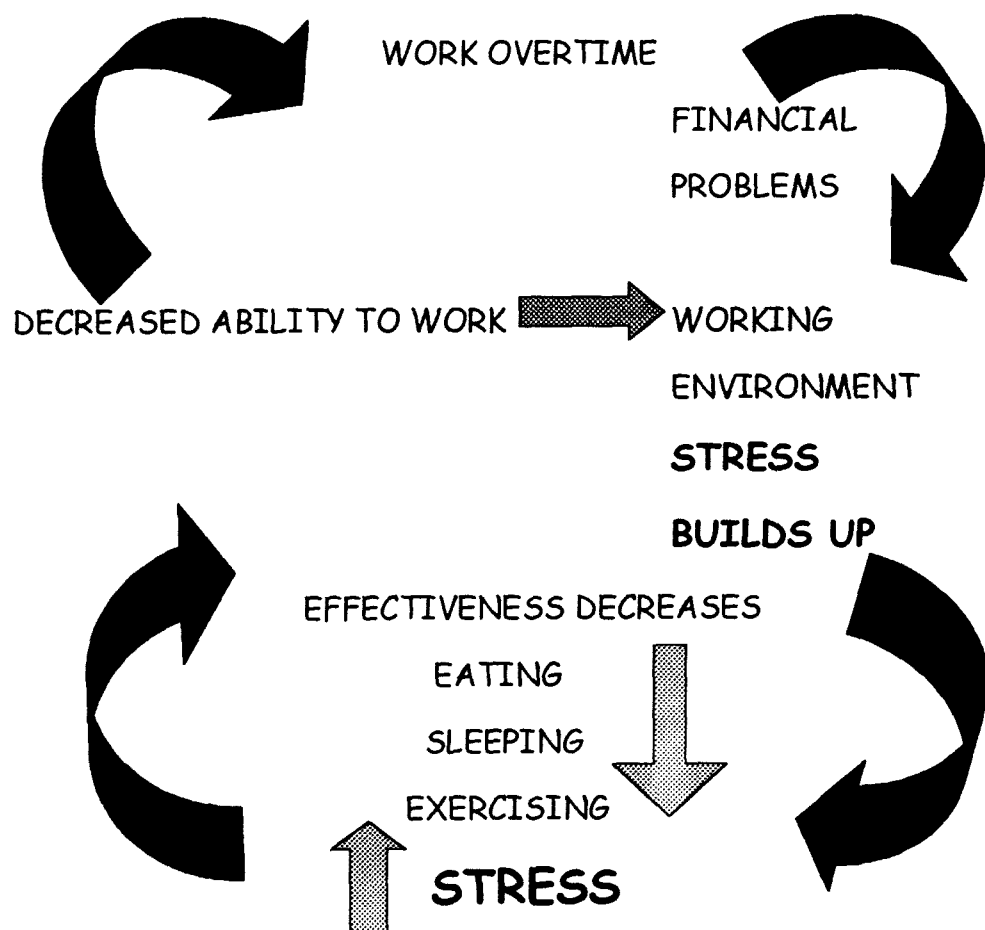 WORK OVERTIME
FINANCIAL
PROBLEMS
DECREASED ABILITY TO WORK
WORKING
ENVIRONMENT
STRESS
BUILDS UP
EFFECTIVENESS DECREASES
EATING
SLEEPING
EXERCISING
STRESS